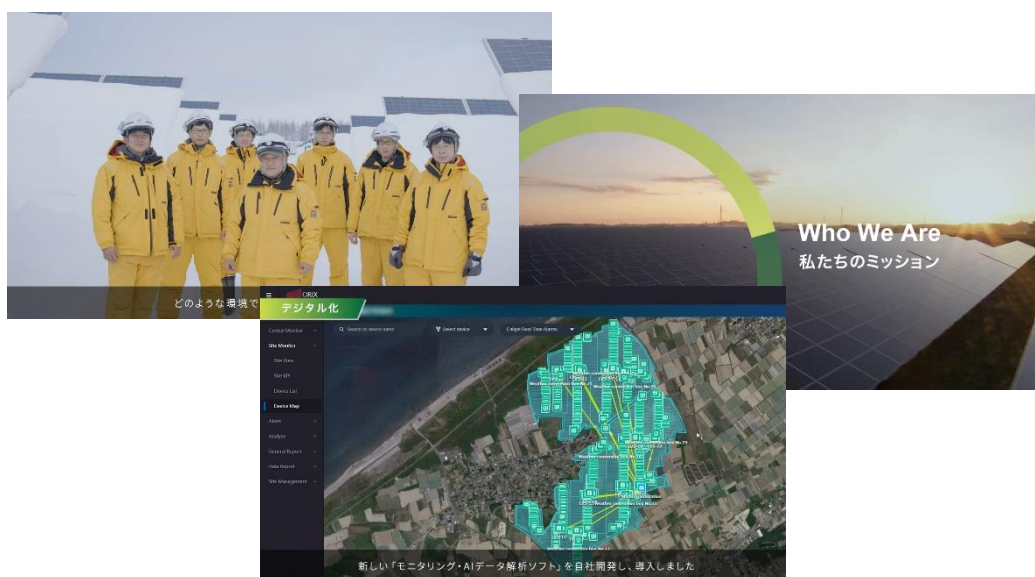 どのような環境で
Who We Are
私たちのミッション
ORIX
デジタル化
Central Monitor
Search by device name
Select device
Enlight Real-Time Alarms
Site Monitor
Site View
Site KPI
Device List
Device Map
Alarm
Analyze
General Report
Data Report
Site Management
新しい「モニタリング・AIデータ解析ソフト」を自社開発し、導入しました